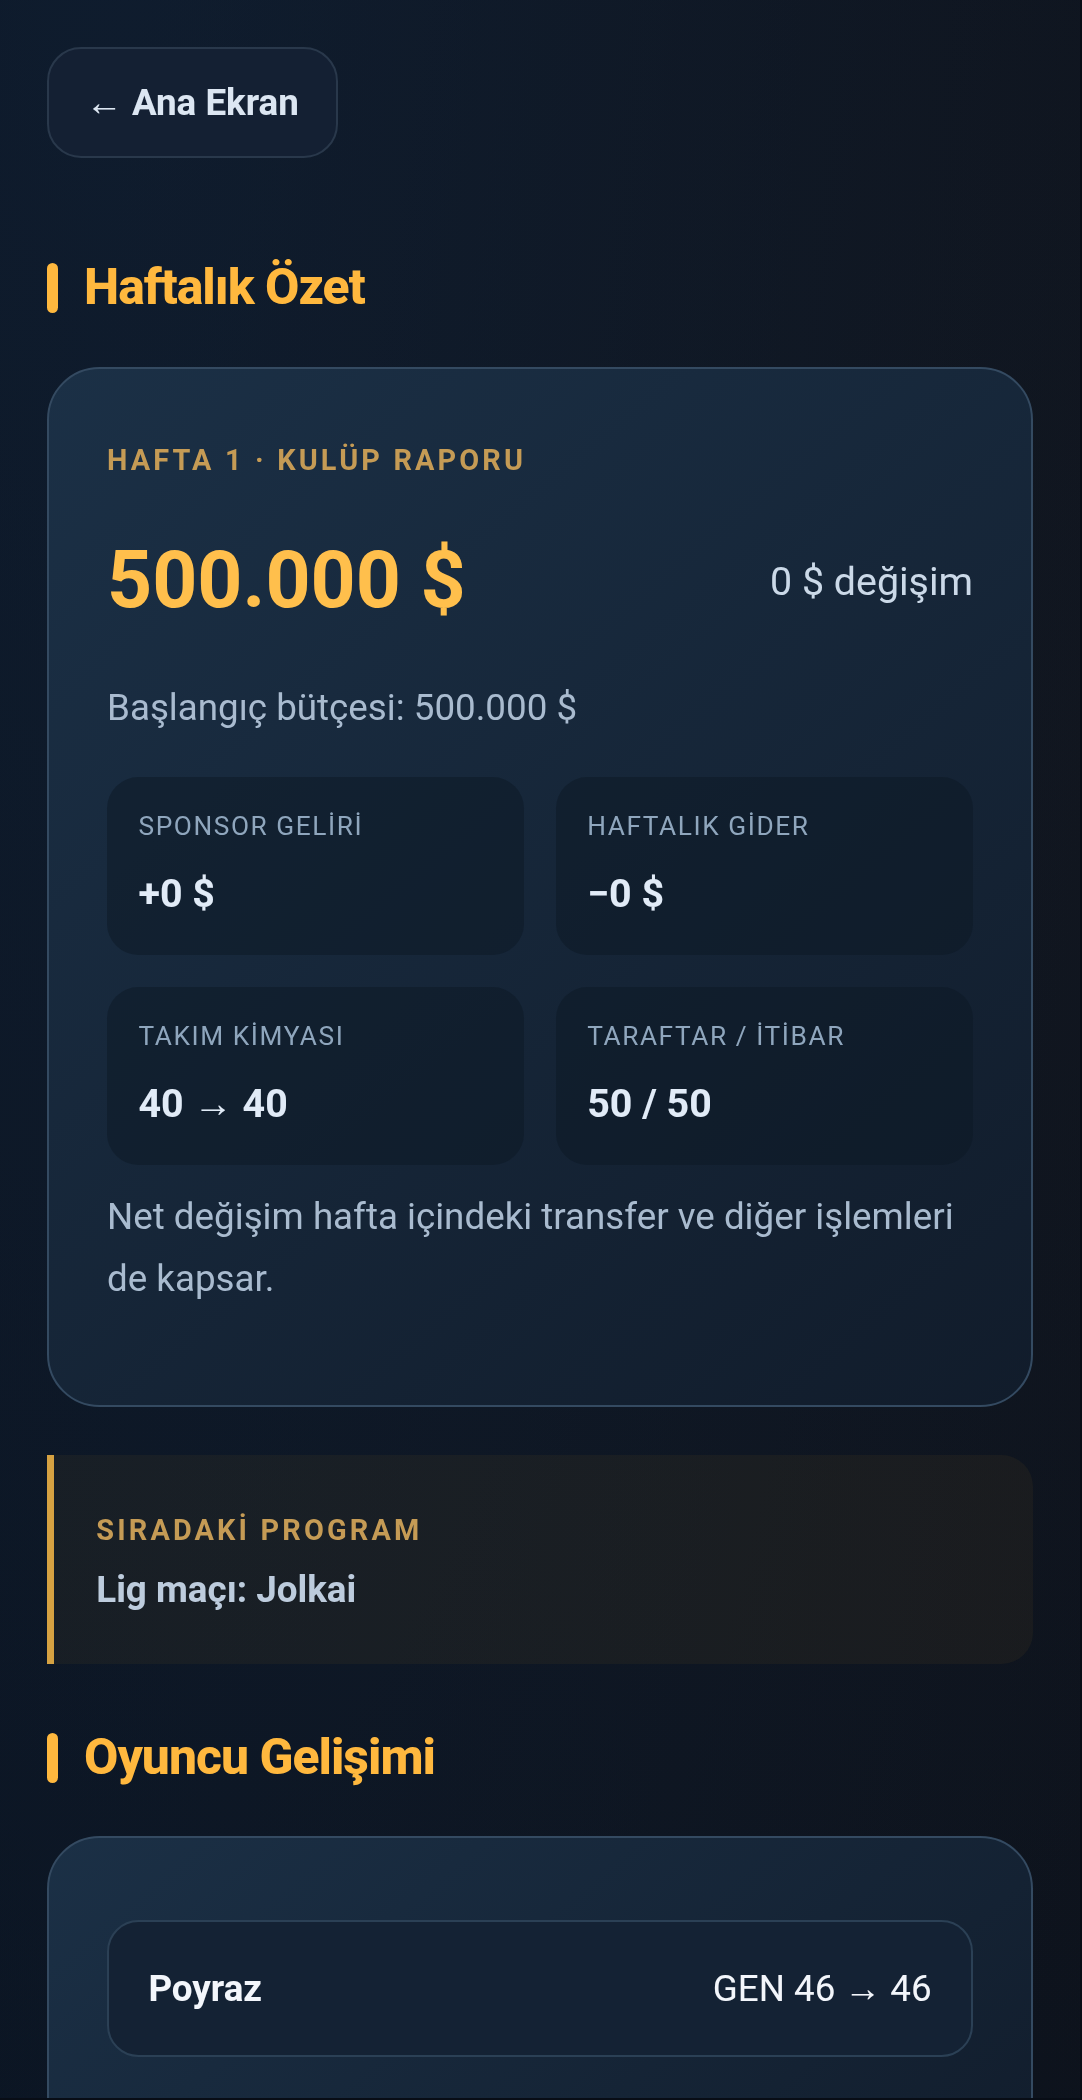 ← Ana Ekran
Haftalık Özet
HAFTA 1 · KULÜP RAPORU
500.000 $
0 $ değişim
Başlangıç bütçesi: 500.000 $
SPONSOR GELİRİ
+0 $
HAFTALIK GİDER
−0 $
TAKIM KİMYASI
40 → 40
TARAFTAR / İTİBAR
50 / 50
Net değişim hafta içindeki transfer ve diğer işlemleri
de kapsar.
SIRADAKİ PROGRAM
Lig maçı: Jolkai
Oyuncu Gelişimi
Poyraz
GEN 46 → 46